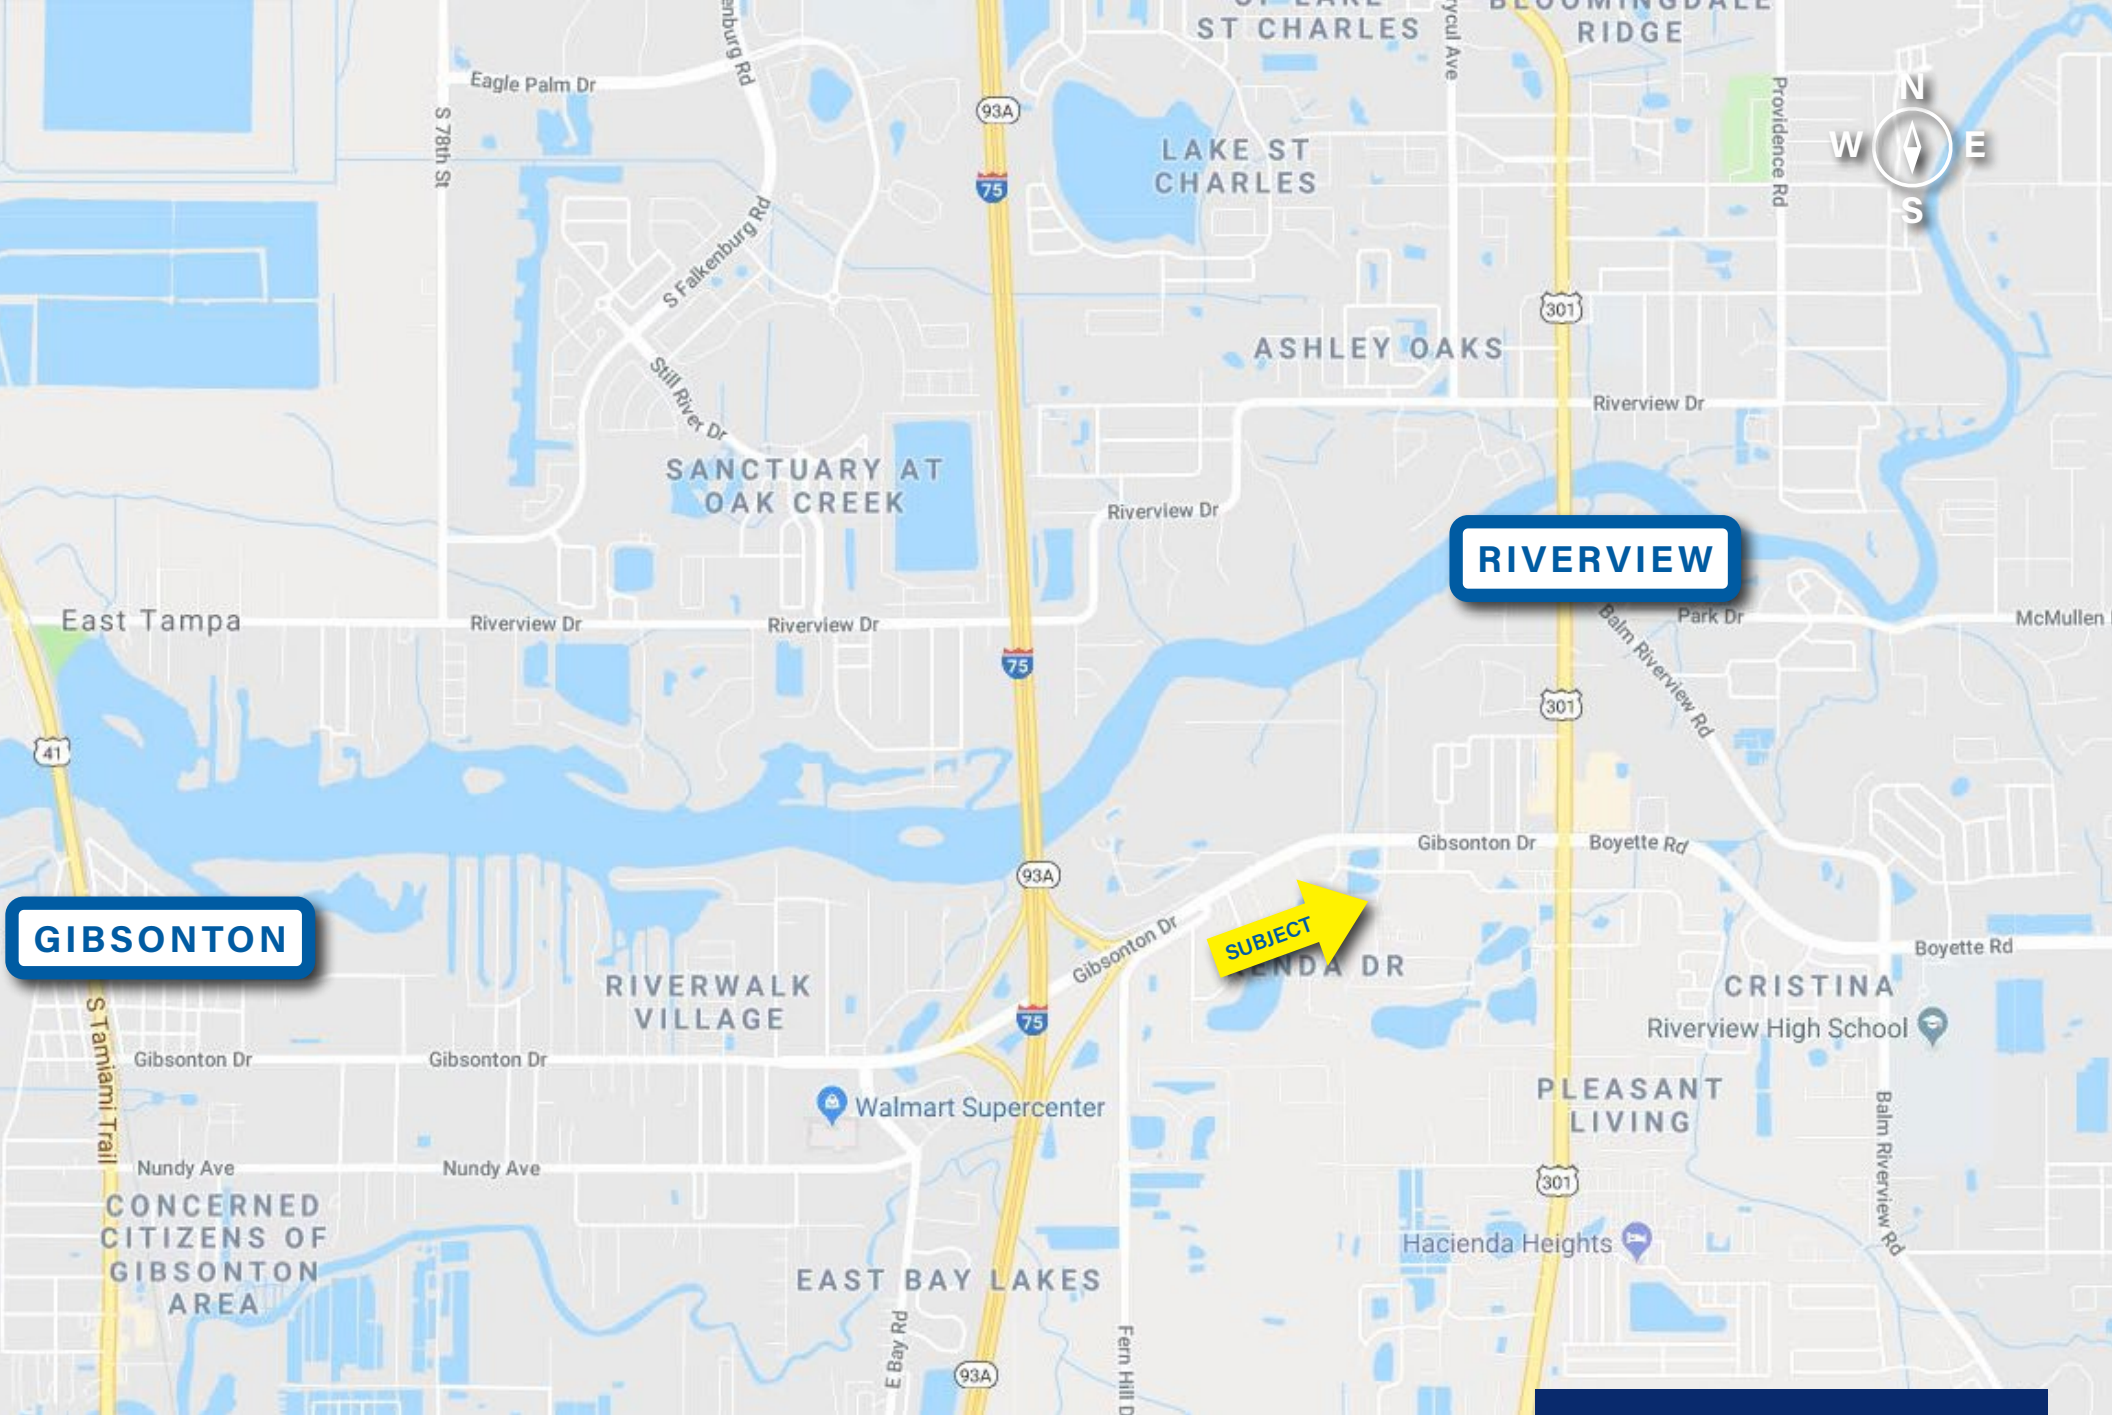 ST CHARLES
RIDGE
Eagle Palm Dr
S 78th St
93A
75
LAKE ST
CHARLES
Providence Rd
N
W
E
S
S Falkenburg Rd
301
ASHLEY OAKS
Still River Dr
Riverview Dr
SANCTUARY AT
OAK CREEK
Riverview Dr
RIVERVIEW
East Tampa
Riverview Dr
Riverview Dr
Park Dr
McMullen
75
Balm Riverview Rd
301
41
Gibsonton Dr
Boyette Rd
93A
GIBSONTON
Gibsonton Dr
SUBJECT
ENDA DR
Boyette Rd
RIVERWALK
VILLAGE
CRISTINA
75
Riverview High School
S Tamiami Trail
Gibsonton Dr
Gibsonton Dr
Walmart Supercenter
PLEASANT
LIVING
Balm Riverview Rd
Nundy Ave
Nundy Ave
301
CONCERNED
CITIZENS OF
GIBSONTON
AREA
Hacienda Heights
EAST BAY LAKES
E Bay Rd
Fern Hill
93A